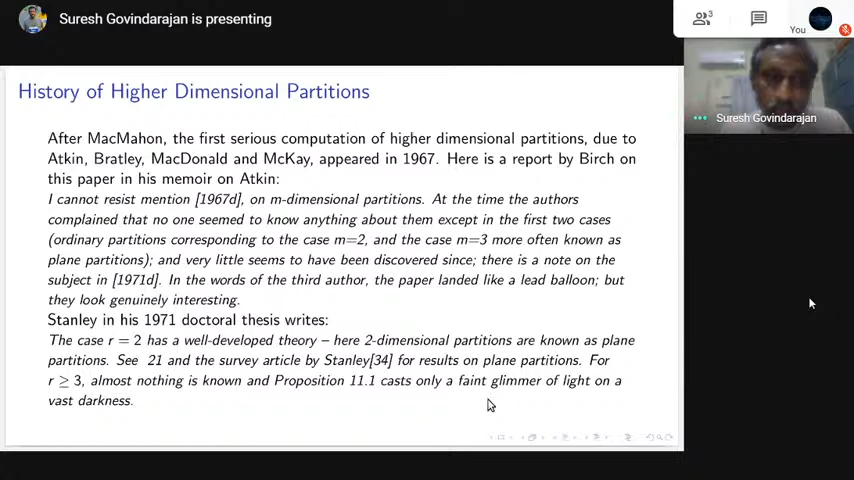 Suresh Govindarajan is presenting
3
You
Suresh Govindarajan
History of Higher Dimensional Partitions
After MacMahon, the first serious computation of higher dimensional partitions, due to
Atkin, Bratley, MacDonald and McKay, appeared in 1967. Here is a report by Birch on
this paper in his memoir on Atkin:
I cannot resist mention [1967d], on m-dimensional partitions. At the time the authors
complained that no one seemed to know anything about them except in the first two cases
(ordinary partitions corresponding to the case m=2, and the case m=3 more often known as
plane partitions); and very little seems to have been discovered since; there is a note on the
subject in [1971d]. In the words of the third author, the paper landed like a lead balloon; but
they look genuinely interesting.
Stanley in his 1971 doctoral thesis writes:
The case r = 2 has a well-developed theory – here 2-dimensional partitions are known as plane
partitions. See 21 and the survey article by Stanley[34] for results on plane partitions. For
r ≥ 3, almost nothing is known and Proposition 11.1 casts only a faint glimmer of light on a
vast darkness.